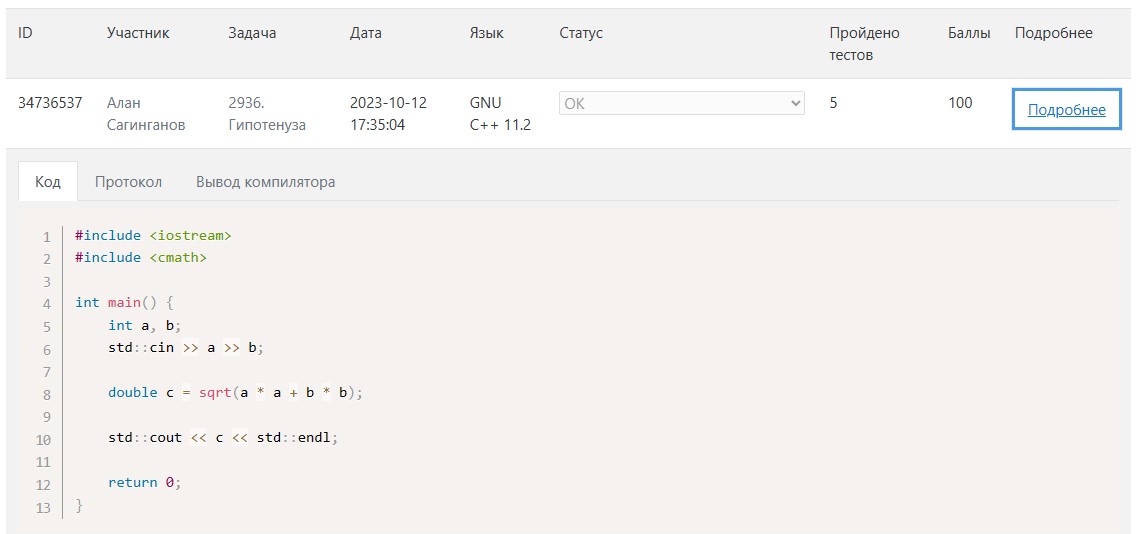 ID Участник Задача Дата Язык Статус Пройдено тестов Баллы Подробнее
34736537 Алан Сагинганов 2936. Гипотенуза 2023-10-12 17:35:04 GNU C++ 11.2 OK 5 100 Подробнее
Код Протокол Вывод компилятора
1 #include <iostream>
2 #include <cmath>
3
4 int main() {
5     int a, b;
6     std::cin >> a >> b;
7
8     double c = sqrt(a * a + b * b);
9
10     std::cout << c << std::endl;
11
12     return 0;
13 }